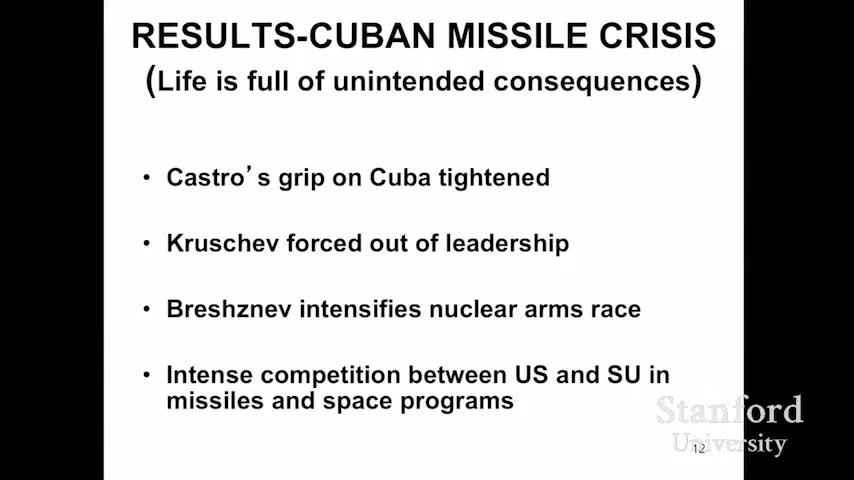 RESULTS-CUBAN MISSILE CRISIS
(Life is full of unintended consequences)
• Castro’s grip on Cuba tightened
• Kruschev forced out of leadership
• Breshznev intensifies nuclear arms race
• Intense competition between US and SU in
missiles and space programs
Stanford
University
12